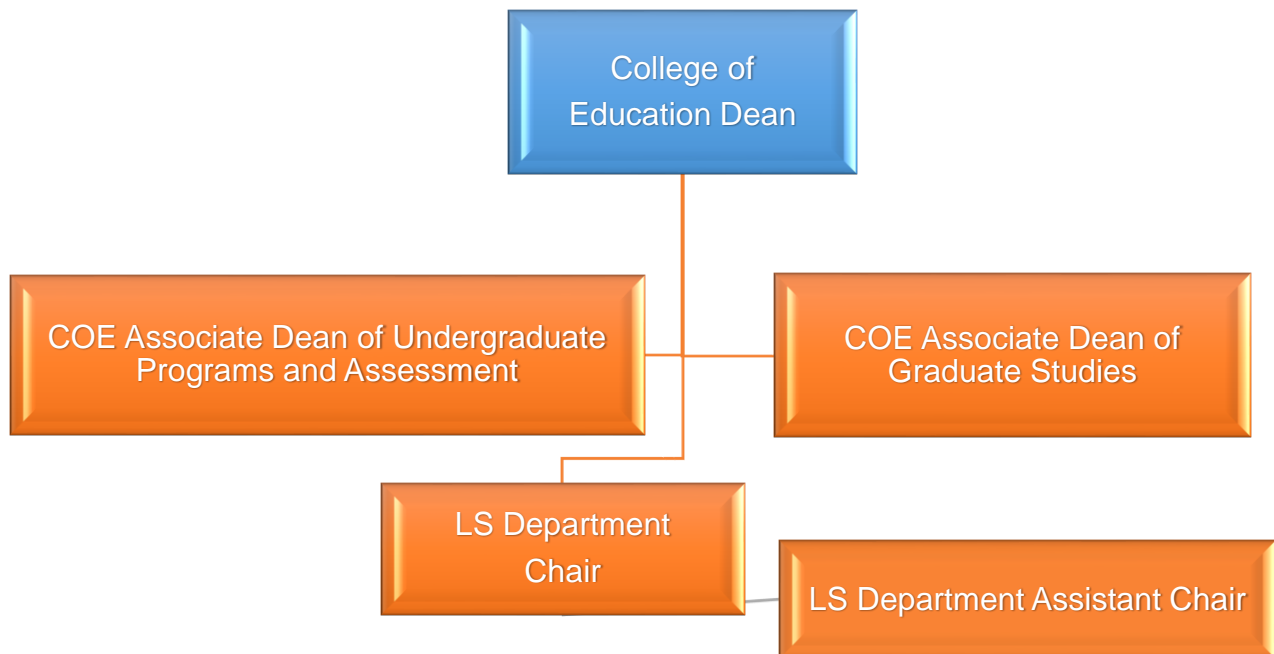 College of
Education Dean
COE Associate Dean of Undergraduate
Programs and Assessment
COE Associate Dean of
Graduate Studies
LS Department
Chair
LS Department Assistant Chair